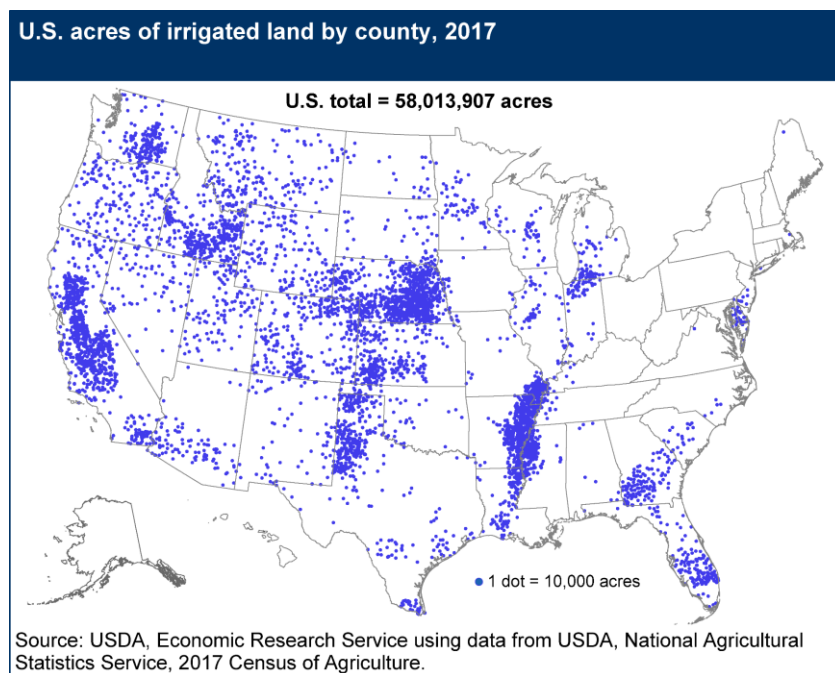 U.S. acres of irrigated land by county, 2017
U.S. total = 58,013,907 acres
1 dot = 10,000 acres
Source: USDA, Economic Research Service using data from USDA, National Agricultural
Statistics Service, 2017 Census of Agriculture.